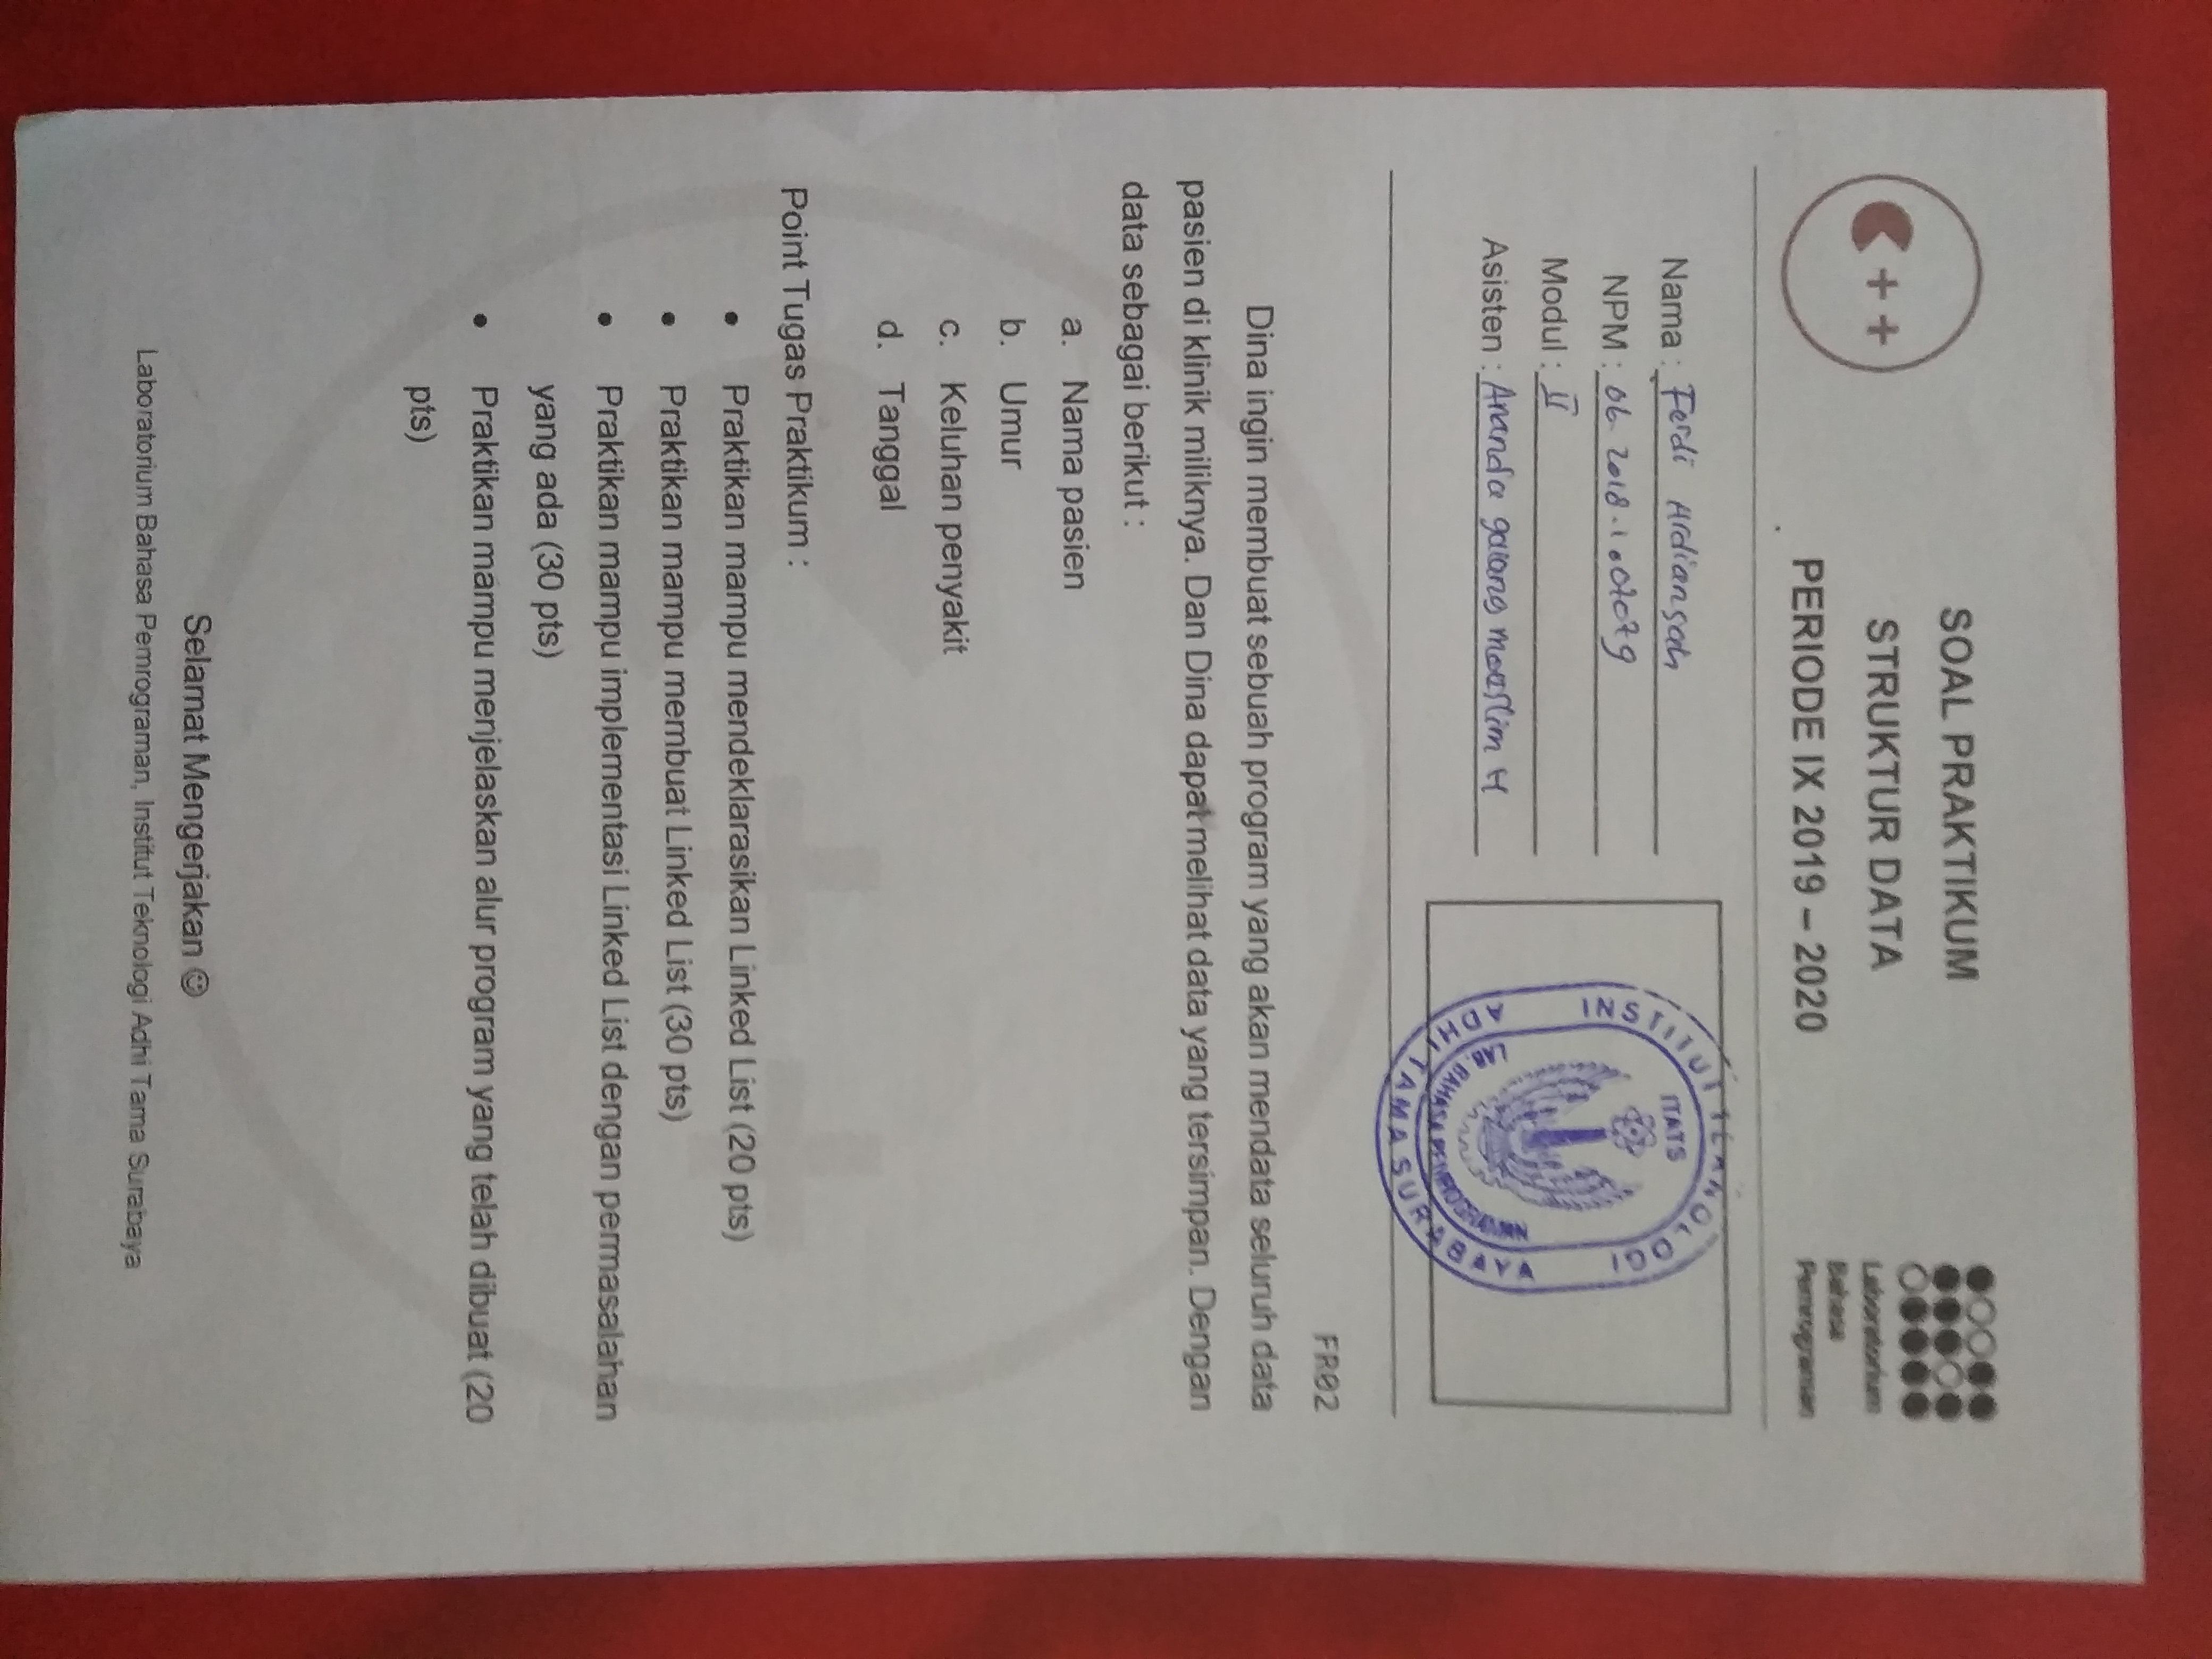 SOAL PRAKTIKUM
STRUKTUR DATA
PERIODE IX 2019 – 2020
++
Laboratorium
Bahasa
Pemrograman
Nama : Ferdi Ardiansah
NPM : 06.2018.1.07079
Modul : II
Asisten : Ananda galang
INSTITUT TEKNOLOGI
ADHI TAMA SURABAYA
ITATS
LAB. BAHASA PEMROGRAMAN
FR02
Dina ingin membuat sebuah program yang akan mendata seluruh data
pasien di klinik miliknya. Dan Dina dapat melihat data yang tersimpan. Dengan
data sebagai berikut :
a. Nama pasien
b. Umur
c. Keluhan penyakit
d. Tanggal
Point Tugas Praktikum :
• Praktikan mampu mendeklarasikan Linked List (20 pts)
• Praktikan mampu membuat Linked List (30 pts)
• Praktikan mampu implementasi Linked List dengan permasalahan
yang ada (30 pts)
• Praktikan mampu menjelaskan alur program yang telah dibuat (20
pts)
Selamat Mengerjakan ☺
Laboratorium Bahasa Pemrograman, Institut Teknologi Adhi Tama Surabaya